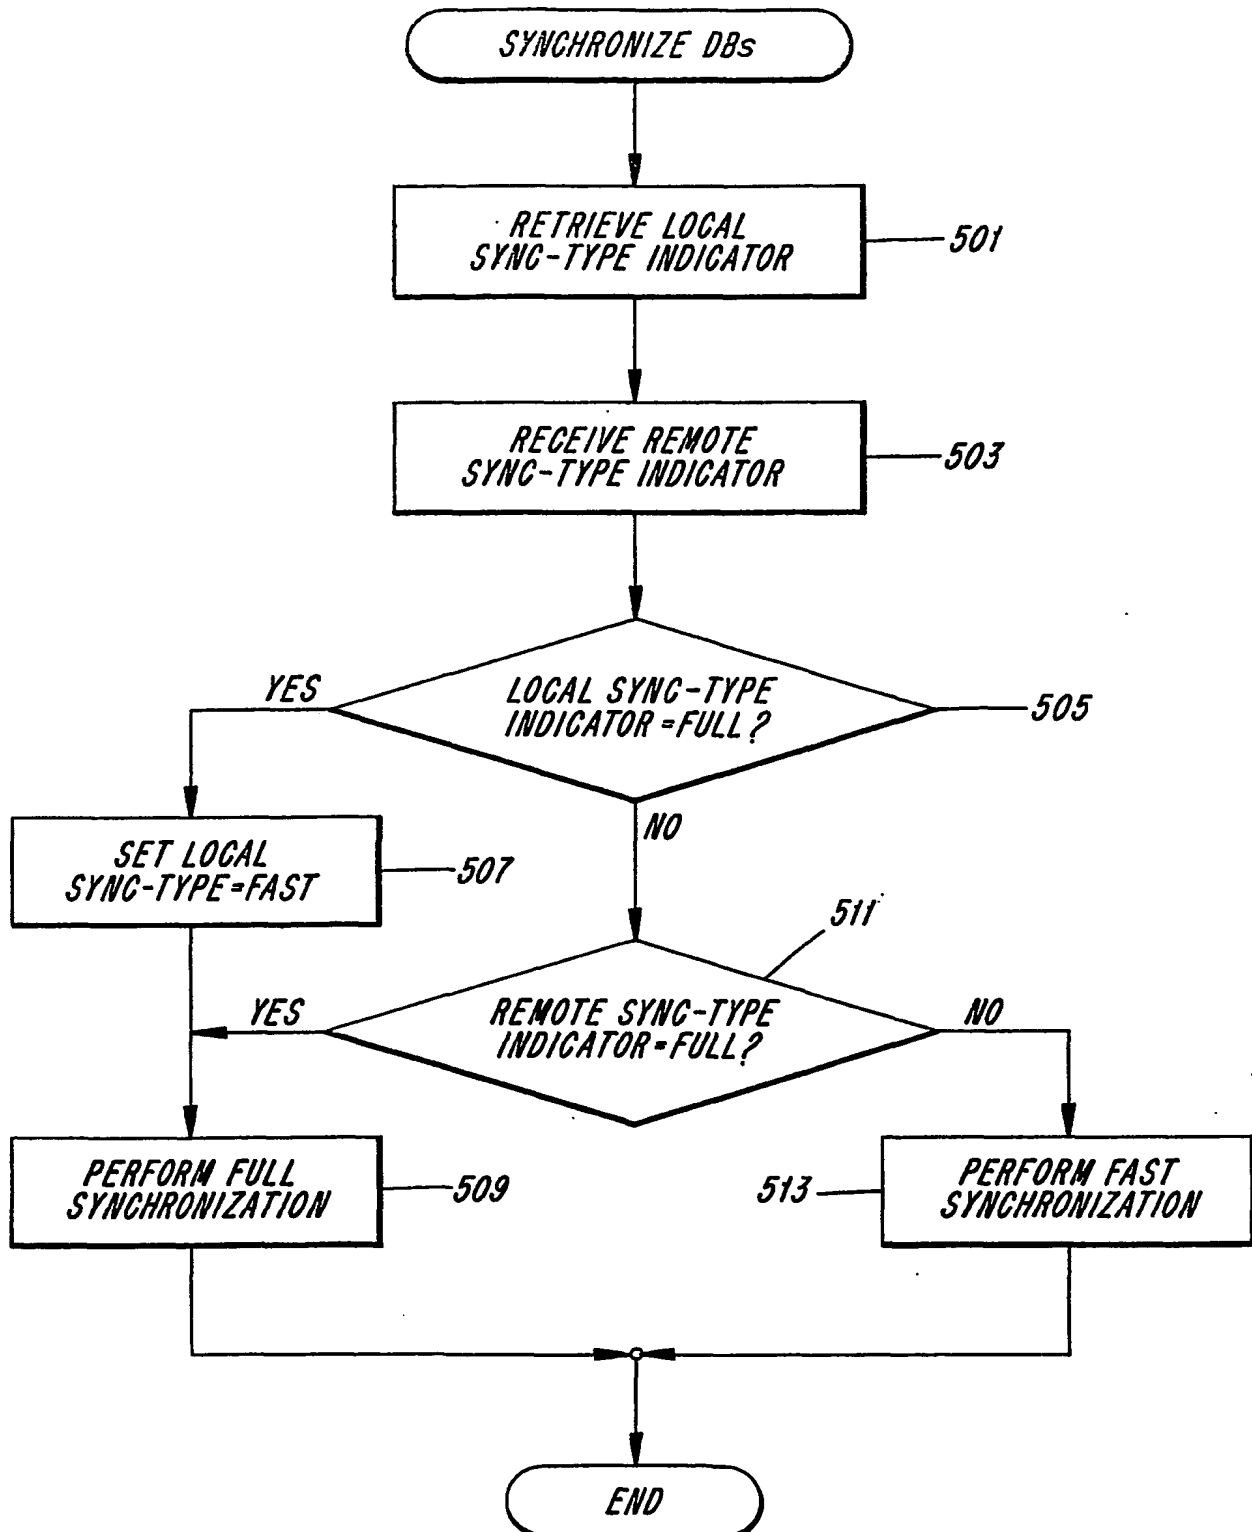 SYNCHRONIZE DBs
RETRIEVE LOCAL
SYNC-TYPE INDICATOR
501
RECEIVE REMOTE
SYNC-TYPE INDICATOR
503
YES
LOCAL SYNC-TYPE
INDICATOR=FULL?
505
NO
SET LOCAL
SYNC-TYPE=FAST
507
511
YES
REMOTE SYNC-TYPE
INDICATOR=FULL?
NO
PERFORM FULL
SYNCHRONIZATION
509
513
PERFORM FAST
SYNCHRONIZATION
END